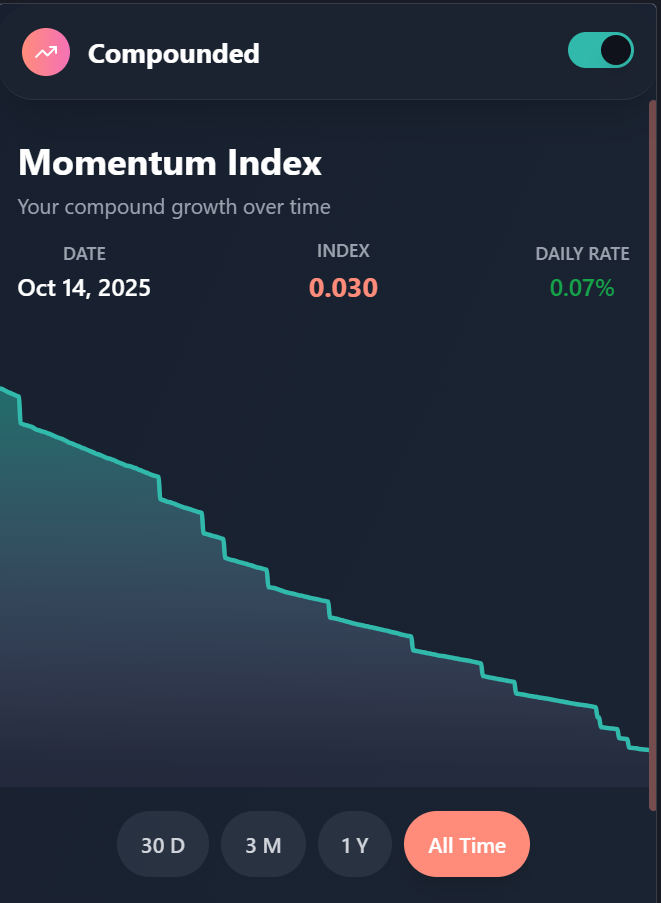 Compounded
Momentum Index
Your compound growth over time
DATE INDEX DAILY RATE
Oct 14, 2025 0.030 0.07%
30 D 3 M 1 Y All Time